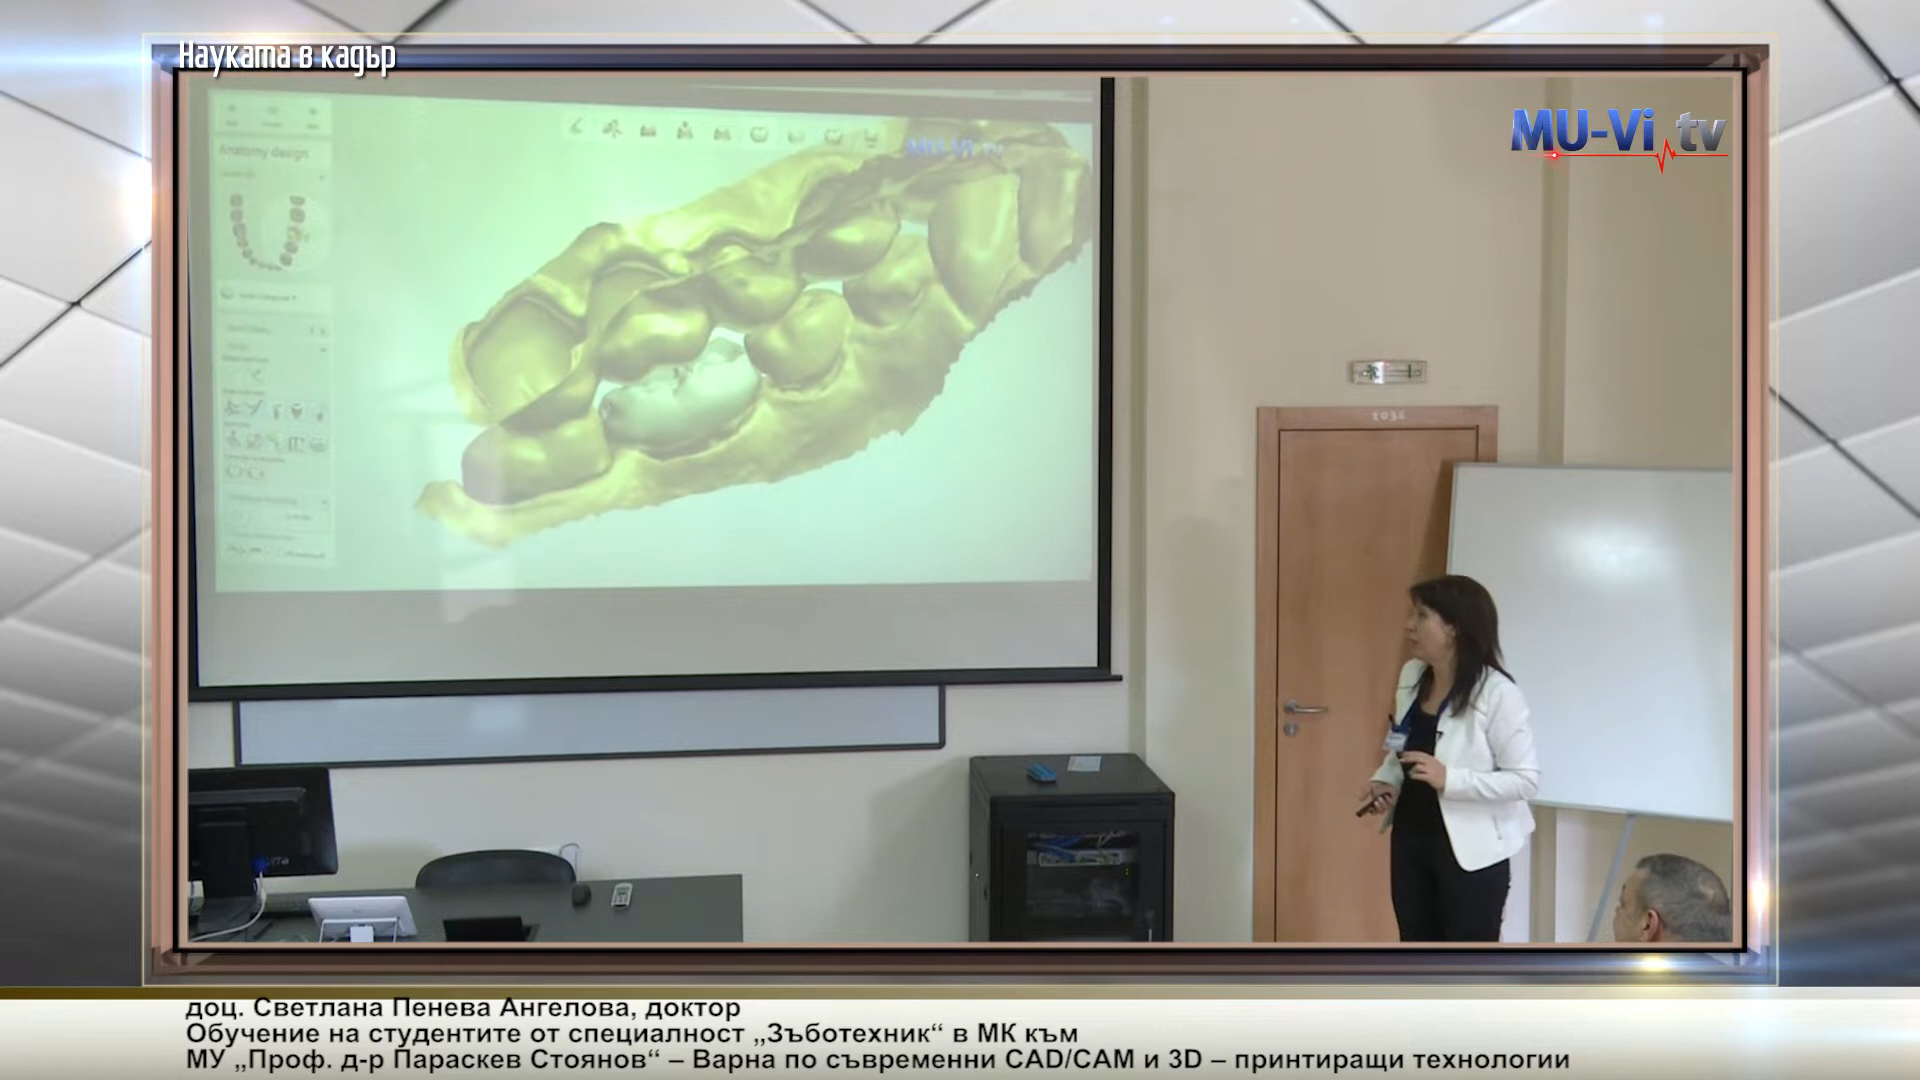 Науката в кадър
MU-Vi.tv
MU-Vi.tv
Anatomy design
1036
доц. Светлана Пенева Ангелова, доктор
Обучение на студентите от специалност „Зъботехник“ в МК към
МУ „Проф. д-р Параскев Стоянов“ – Варна по съвременни CAD/CAM и 3D – принтиращи технологии